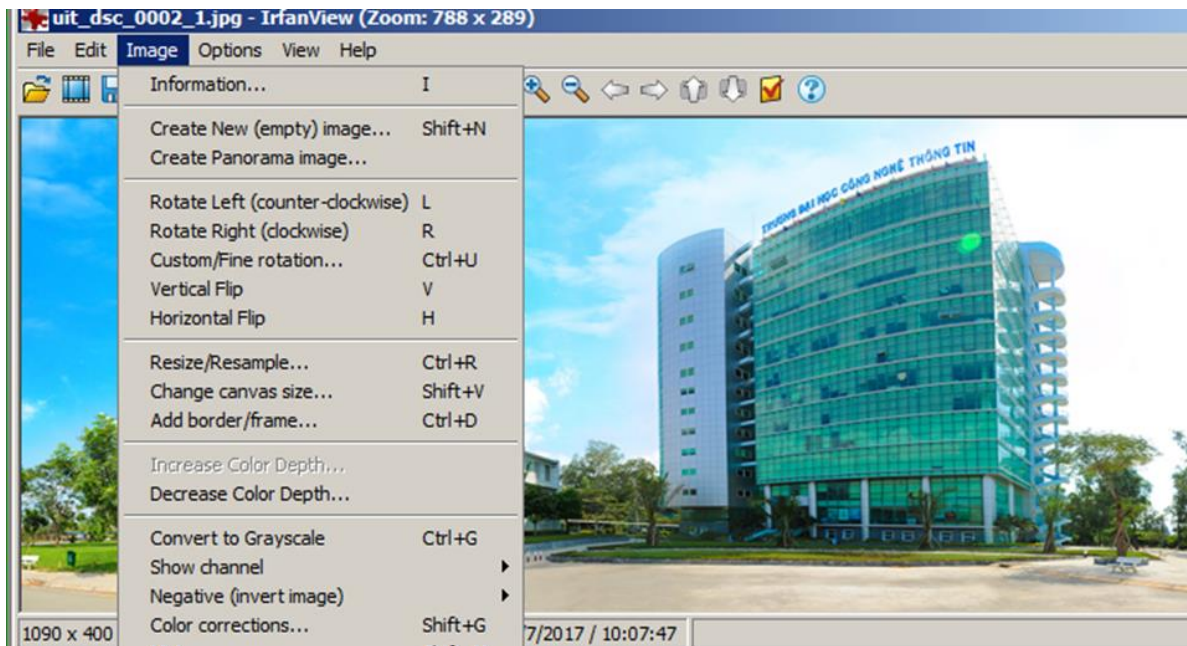 uit_dsc_0002_1.jpg - IrfanView (Zoom: 788 x 289)
File Edit Image Options View Help
Information... I
Create New (empty) image... Shift+N
Create Panorama image...
Rotate Left (counter-clockwise) L
Rotate Right (clockwise) R
Custom/Fine rotation... Ctrl+U
Vertical Flip V
Horizontal Flip H
Resize/Resample... Ctrl+R
Change canvas size... Shift+V
Add border/frame... Ctrl+D
Increase Color Depth...
Decrease Color Depth...
Convert to Grayscale Ctrl+G
Show channel
Negative (invert image)
Color corrections... Shift+G
TRƯỜNG ĐẠI HỌC CÔNG NGHỆ THÔNG TIN
1090 x 400
7/2017 / 10:07:47